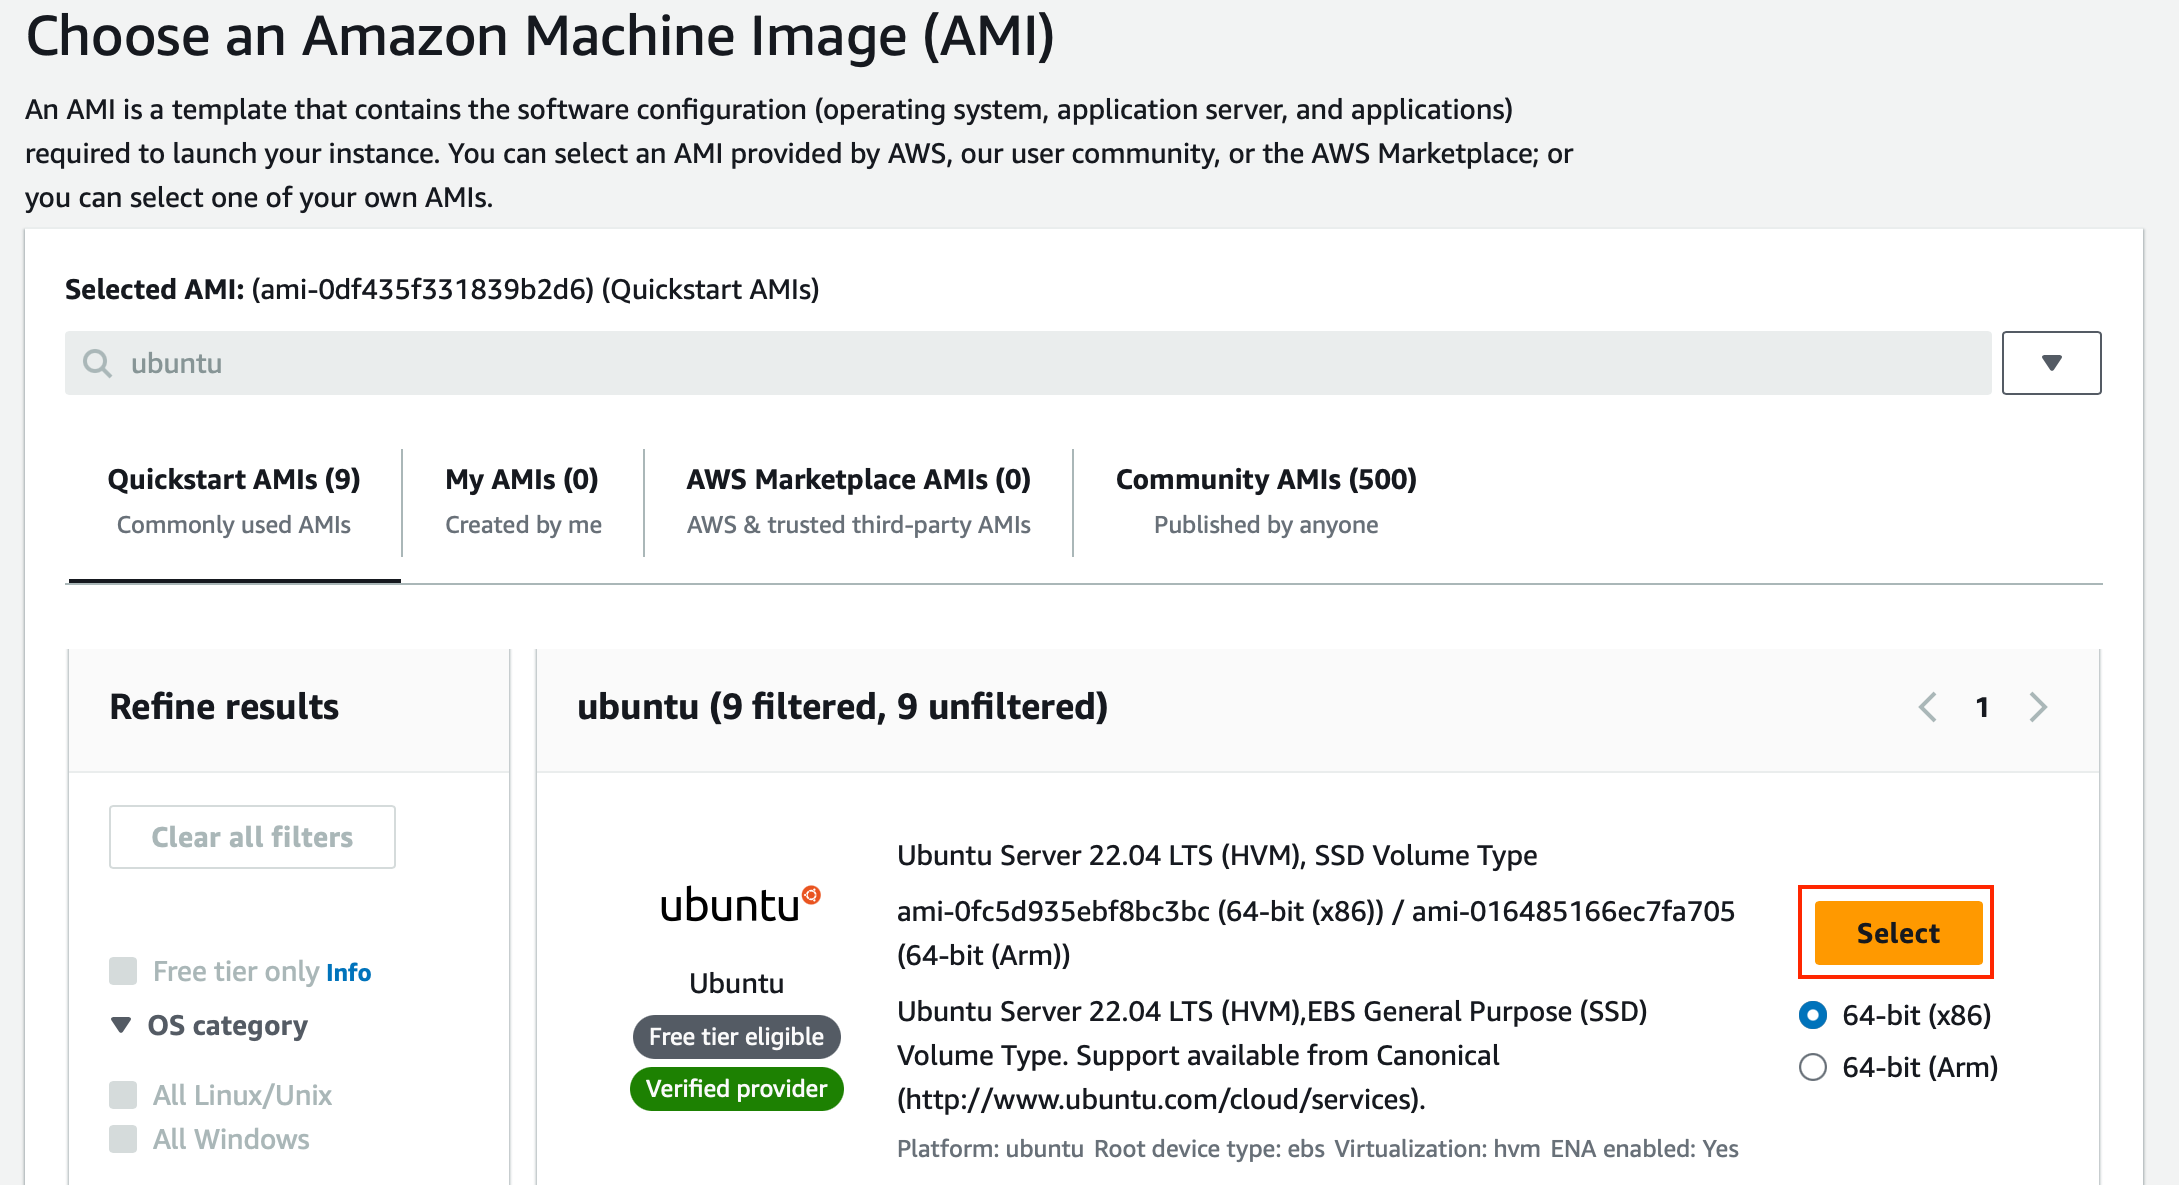 Choose an Amazon Machine Image (AMI)
An AMI is a template that contains the software configuration (operating system, application server, and applications)
required to launch your instance. You can select an AMI provided by AWS, our user community, or the AWS Marketplace; or
you can select one of your own AMIs.
Selected AMI: (ami-0df435f331839b2d6) (Quickstart AMIs)
ubuntu
Quickstart AMIs (9)
Commonly used AMIs
My AMIs (0)
Created by me
AWS Marketplace AMIs (0)
AWS & trusted third-party AMIs
Community AMIs (500)
Published by anyone
Refine results
Clear all filters
Free tier only Info
OS category
All Linux/Unix
All Windows
ubuntu (9 filtered, 9 unfiltered)
1
ubuntu
Ubuntu
Free tier eligible
Verified provider
Ubuntu Server 22.04 LTS (HVM), SSD Volume Type
ami-0fc5d935ebf8bc3bc (64-bit (x86)) / ami-016485166ec7fa705
(64-bit (Arm))
Ubuntu Server 22.04 LTS (HVM),EBS General Purpose (SSD)
Volume Type. Support available from Canonical
(http://www.ubuntu.com/cloud/services).
Platform: ubuntu Root device type: ebs Virtualization: hvm ENA enabled: Yes
Select
64-bit (x86)
64-bit (Arm)